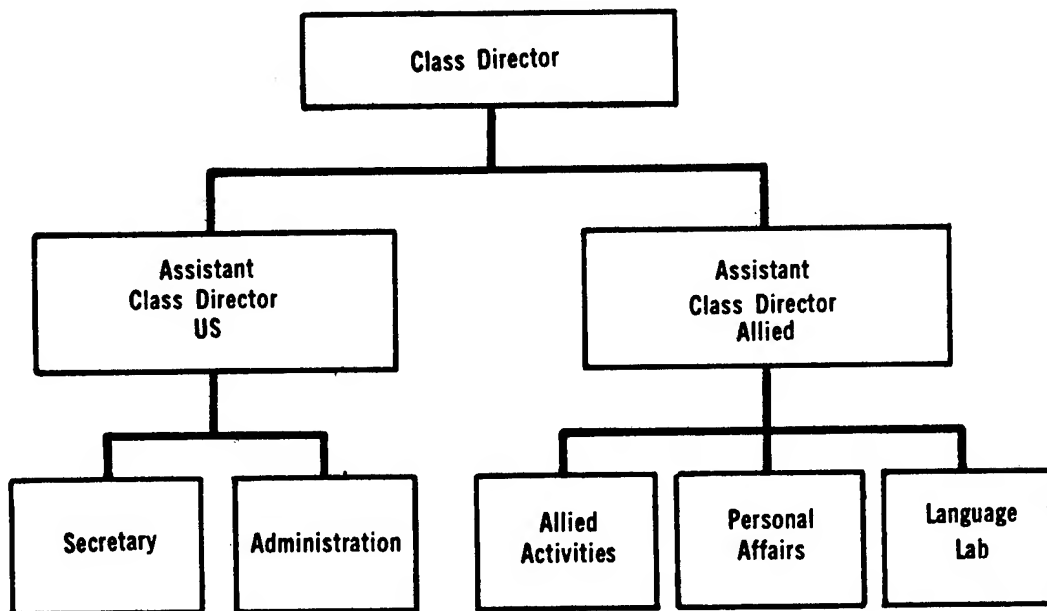 Class Director
Assistant
Class Director
US
Assistant
Class Director
Allied
Secretary
Administration
Allied
Activities
Personal
Affairs
Language
Lab